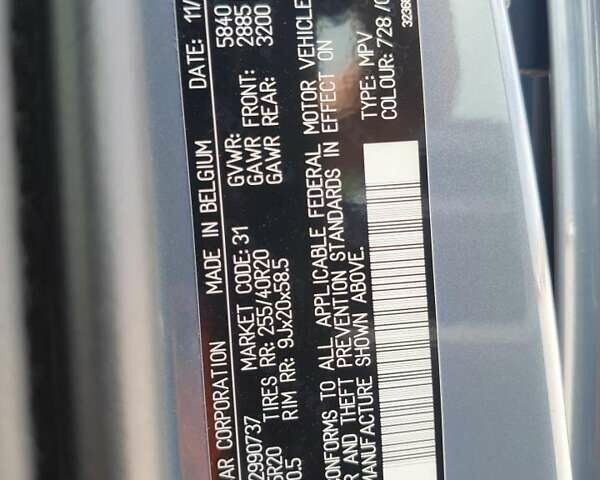 AR CORPORATION MADE IN BELGIUM DATE: 11/
2990737 MARKET CODE: 31 GVWR: 5840
5R20 TIRES RR: 255/40R20 GAWR FRONT: 2885
0.5 RIM RR: 9Jx20x58.5 GAWR REAR: 3200
ONFORMS TO ALL APPLICABLE FEDERAL MOTOR VEHICLE
R AND THEFT PREVENTION STANDARDS IN EFFECT ON
MANUFACTURE SHOWN ABOVE.
TYPE: MPV
COLOUR: 728 /